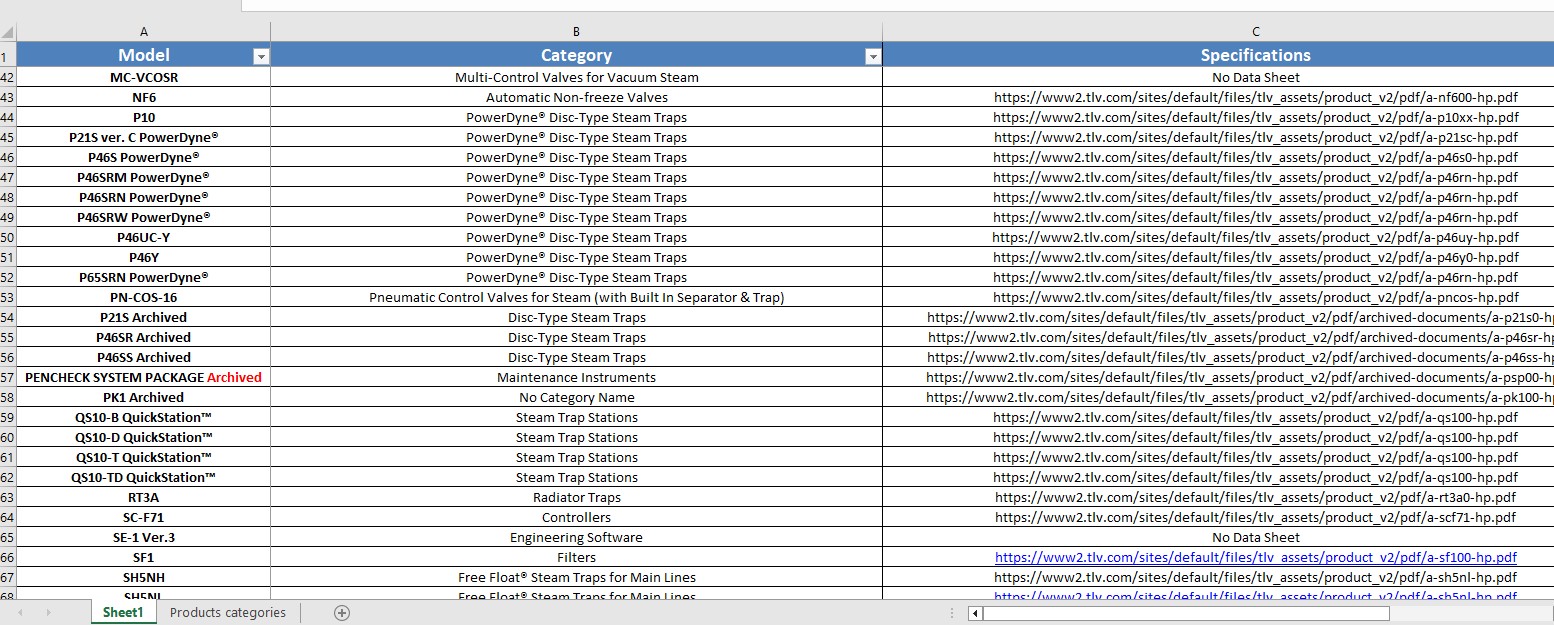 A B C
1 Model Category Specifications
42 MC-VCOSR Multi-Control Valves for Vacuum Steam No Data Sheet
43 NF6 Automatic Non-freeze Valves https://www2.tlv.com/sites/default/files/tlv_assets/product_v2/pdf/a-nf600-hp.pdf
44 P10 PowerDyne® Disc-Type Steam Traps https://www2.tlv.com/sites/default/files/tlv_assets/product_v2/pdf/a-p10xx-hp.pdf
45 P21S ver. C PowerDyne® PowerDyne® Disc-Type Steam Traps https://www2.tlv.com/sites/default/files/tlv_assets/product_v2/pdf/a-p21sc-hp.pdf
46 P46S PowerDyne® PowerDyne® Disc-Type Steam Traps https://www2.tlv.com/sites/default/files/tlv_assets/product_v2/pdf/a-p46s0-hp.pdf
47 P46SRM PowerDyne® PowerDyne® Disc-Type Steam Traps https://www2.tlv.com/sites/default/files/tlv_assets/product_v2/pdf/a-p46rn-hp.pdf
48 P46SRN PowerDyne® PowerDyne® Disc-Type Steam Traps https://www2.tlv.com/sites/default/files/tlv_assets/product_v2/pdf/a-p46rn-hp.pdf
49 P46SRW PowerDyne® PowerDyne® Disc-Type Steam Traps https://www2.tlv.com/sites/default/files/tlv_assets/product_v2/pdf/a-p46rn-hp.pdf
50 P46UC-Y PowerDyne® Disc-Type Steam Traps https://www2.tlv.com/sites/default/files/tlv_assets/product_v2/pdf/a-p46uy-hp.pdf
51 P46Y PowerDyne® Disc-Type Steam Traps https://www2.tlv.com/sites/default/files/tlv_assets/product_v2/pdf/a-p46y0-hp.pdf
52 P65SRN PowerDyne® PowerDyne® Disc-Type Steam Traps https://www2.tlv.com/sites/default/files/tlv_assets/product_v2/pdf/a-p46rn-hp.pdf
53 PN-COS-16 Pneumatic Control Valves for Steam (with Built In Separator & Trap) https://www2.tlv.com/sites/default/files/tlv_assets/product_v2/pdf/a-pncos-hp.pdf
54 P21S Archived Disc-Type Steam Traps https://www2.tlv.com/sites/default/files/tlv_assets/product_v2/pdf/archived-documents/a-p21s0-hp
55 P46SR Archived Disc-Type Steam Traps https://www2.tlv.com/sites/default/files/tlv_assets/product_v2/pdf/archived-documents/a-p46sr-hp
56 P46SS Archived Disc-Type Steam Traps https://www2.tlv.com/sites/default/files/tlv_assets/product_v2/pdf/archived-documents/a-p46ss-hp
57 PENCHECK SYSTEM PACKAGE Archived Maintenance Instruments https://www2.tlv.com/sites/default/files/tlv_assets/product_v2/pdf/archived-documents/a-psp00-hp
58 PK1 Archived No Category Name https://www2.tlv.com/sites/default/files/tlv_assets/product_v2/pdf/archived-documents/a-pk100-hp
59 QS10-B QuickStation™ Steam Trap Stations https://www2.tlv.com/sites/default/files/tlv_assets/product_v2/pdf/a-qs100-hp.pdf
60 QS10-D QuickStation™ Steam Trap Stations https://www2.tlv.com/sites/default/files/tlv_assets/product_v2/pdf/a-qs100-hp.pdf
61 QS10-T QuickStation™ Steam Trap Stations https://www2.tlv.com/sites/default/files/tlv_assets/product_v2/pdf/a-qs100-hp.pdf
62 QS10-TD QuickStation™ Steam Trap Stations https://www2.tlv.com/sites/default/files/tlv_assets/product_v2/pdf/a-qs100-hp.pdf
63 RT3A Radiator Traps https://www2.tlv.com/sites/default/files/tlv_assets/product_v2/pdf/a-rt3a0-hp.pdf
64 SC-F71 Controllers https://www2.tlv.com/sites/default/files/tlv_assets/product_v2/pdf/a-scf71-hp.pdf
65 SE-1 Ver.3 Engineering Software No Data Sheet
66 SF1 Filters https://www2.tlv.com/sites/default/files/tlv_assets/product_v2/pdf/a-sf100-hp.pdf
67 SH5NH Free Float® Steam Traps for Main Lines https://www2.tlv.com/sites/default/files/tlv_assets/product_v2/pdf/a-sh5nl-hp.pdf
68 SH5NL Free Float® Steam Traps for Main Lines https://www2.tlv.com/sites/default/files/tlv_assets/product_v2/pdf/a-sh5nl-hp.pdf
Sheet1 Products categories